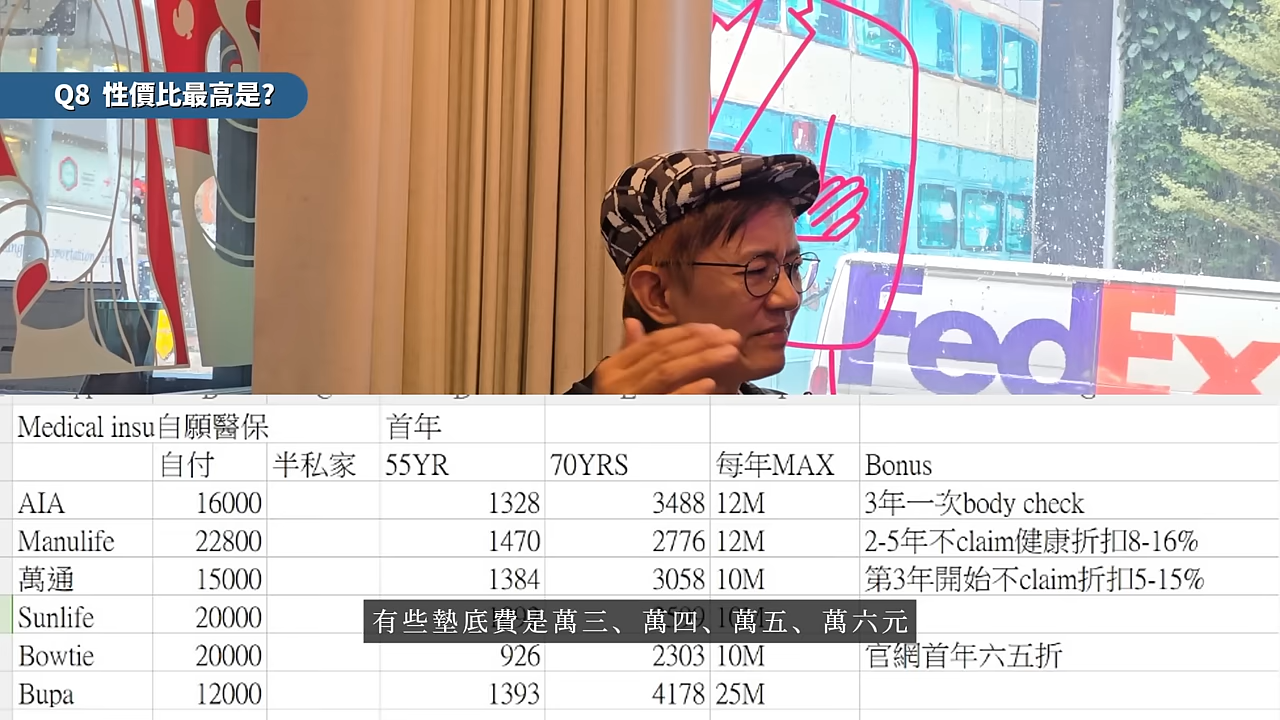 Q8 性價比最高是?
FedEx
Medical insu自願醫保 首年
自付 半私家 55YR 70YRS 每年MAX Bonus
AIA 16000 1328 3488 12M 3年一次body check
Manulife 22800 1470 2776 12M 2-5年不claim健康折扣8-16%
萬通 15000 1384 3058 10M 第3年開始不claim折扣5-15%
Sunlife 20000
有些墊底費是萬三、萬四、萬五、萬六元
Bowtie 20000 926 2303 10M 官網首年六五折
Bupa 12000 1393 4178 25M